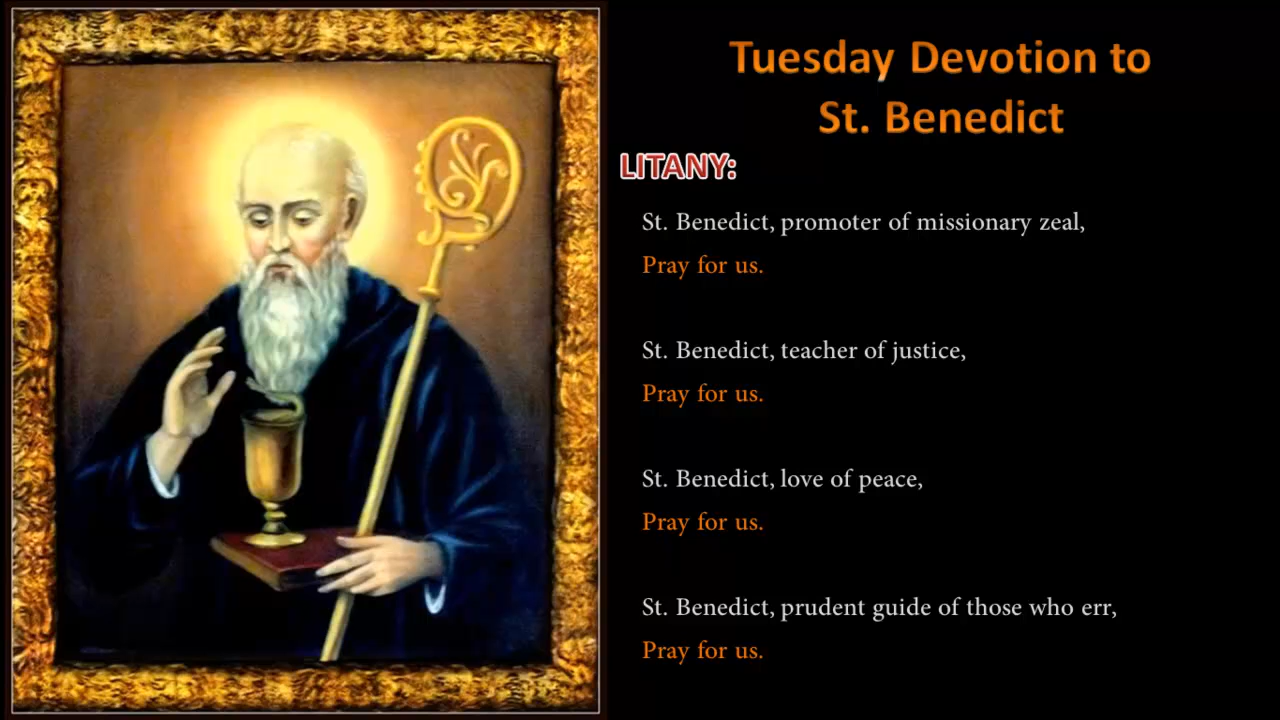 Tuesday Devotion to
St. Benedict
LITANY:
St. Benedict, promoter of missionary zeal,
Pray for us.
St. Benedict, teacher of justice,
Pray for us.
St. Benedict, love of peace,
Pray for us.
St. Benedict, prudent guide of those who err,
Pray for us.